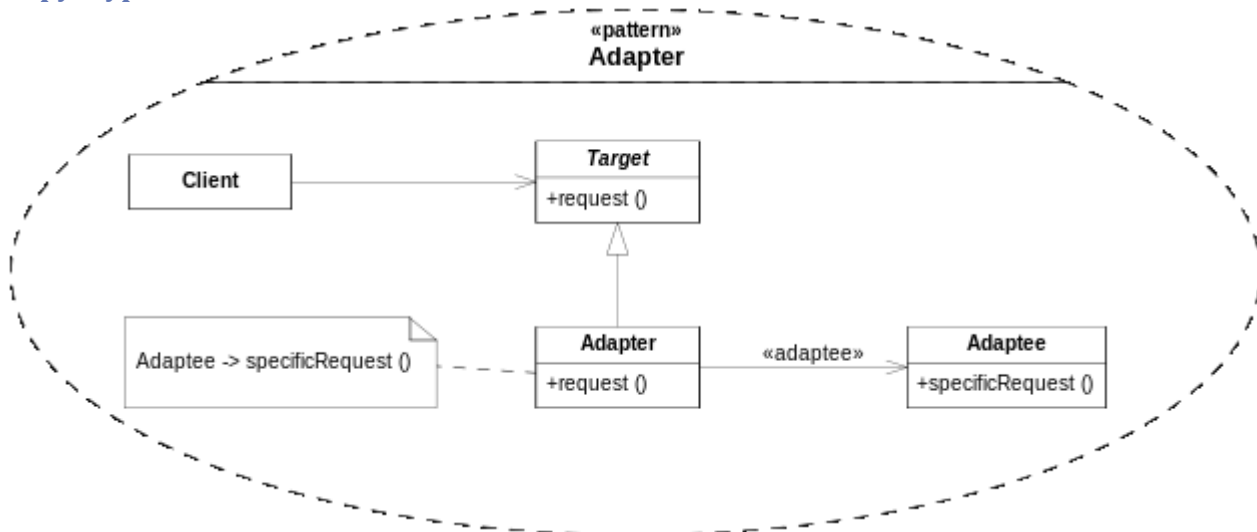 «pattern»
Adapter
Client
Target
+request ()
Adaptee -> specificRequest ()
Adapter
+request ()
«adaptee»
Adaptee
+specificRequest ()